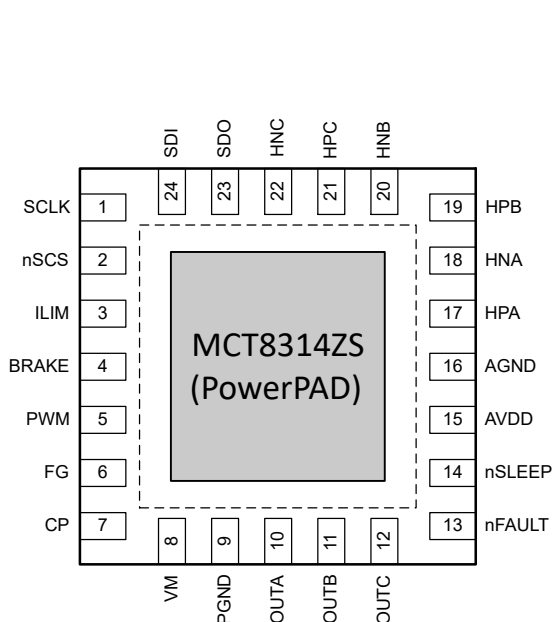 SDI
SDO
HNC
HPC
HNB
24
23
22
21
20
SCLK 1
nSCS 2
ILIM 3
BRAKE 4
PWM 5
FG 6
CP 7
MCT8314ZS
(PowerPAD)
19 HPB
18 HNA
17 HPA
16 AGND
15 AVDD
14 nSLEEP
13 nFAULT
8
9
10
11
12
VM
PGND
OUTA
OUTB
OUTC